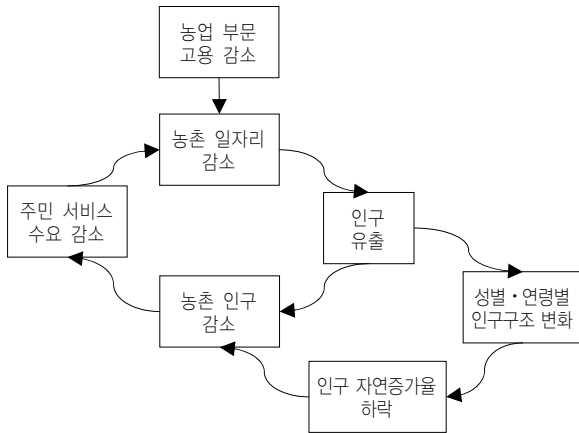 농업 부문
고용 감소
농촌 일자리
감소
주민 서비스
수요 감소
인구
유출
농촌 인구
감소
성별·연령별
인구구조 변화
인구 자연증가율
하락